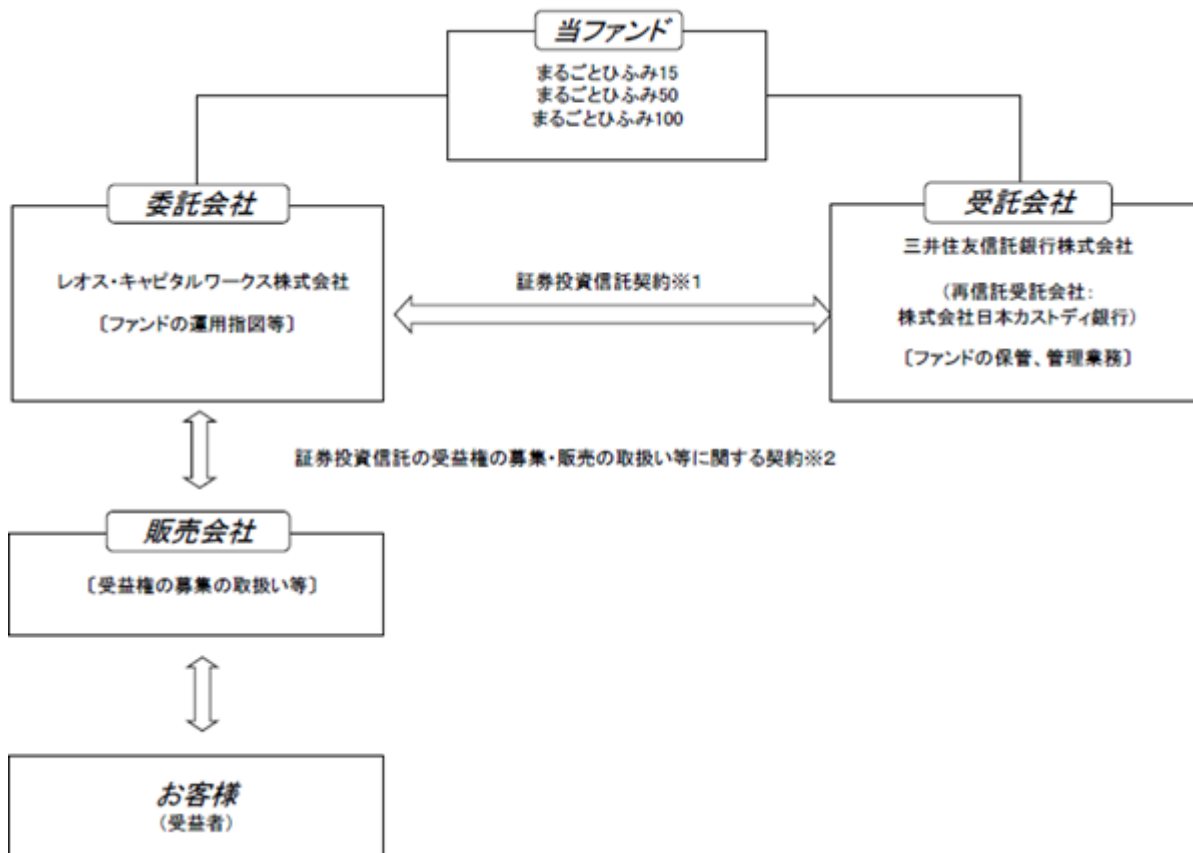 当ファンド
まるごとひふみ15
まるごとひふみ50
まるごとひふみ100
委託会社
レオス・キャピタルワークス株式会社
〔ファンドの運用指図等〕
証券投資信託契約※1
受託会社
三井住友信託銀行株式会社
（再信託受託会社：
株式会社日本カストディ銀行）
〔ファンドの保管、管理業務〕
証券投資信託の受益権の募集・販売の取扱い等に関する契約※2
販売会社
〔受益権の募集の取扱い等〕
お客様
（受益者）